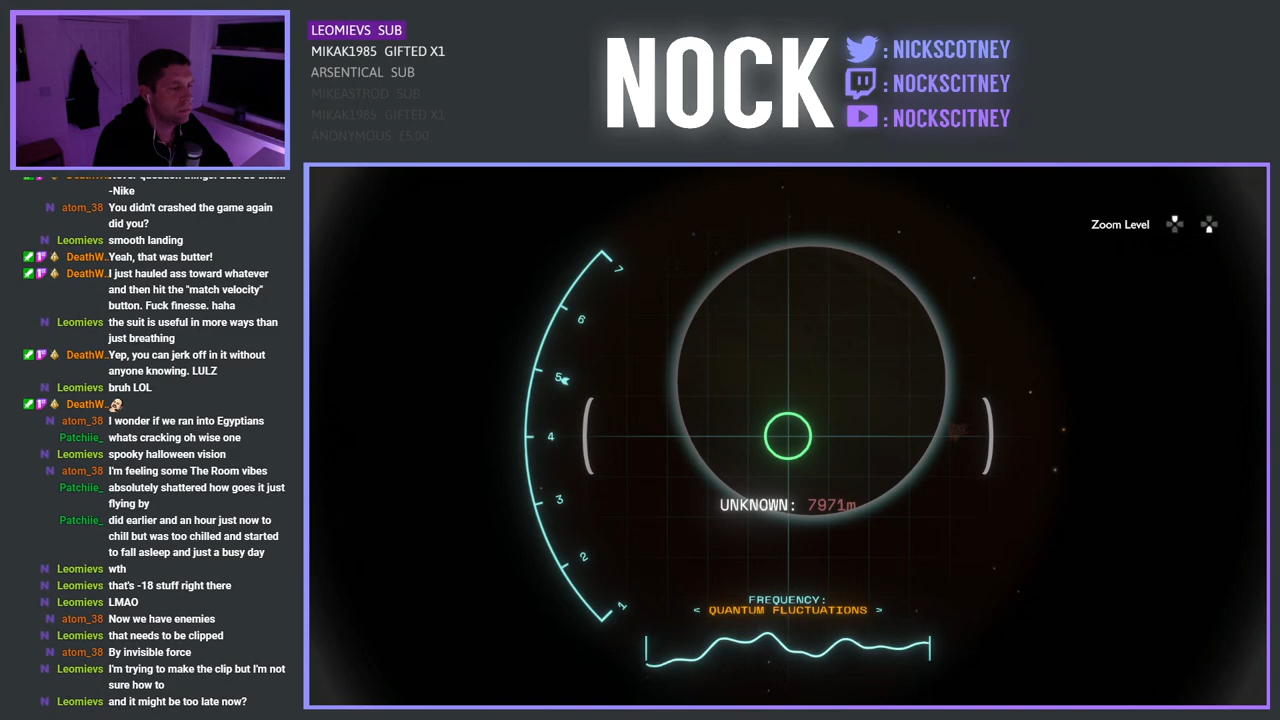 LEOMIEVS SUB
MIKAK1985 GIFTED X1
ARSENTICAL SUB
MIKEASTROD SUB
MIKAK1985 GIFTED X1
ANONYMOUS £5.00
NOCK
: NICKSCOTNEY
: NOCKSCITNEY
: NOCKSCITNEY
-Nike
atom_38 You didn't crashed the game again
did you?
Leomievs smooth landing
DeathW.. Yeah, that was butter!
DeathW.. I just hauled ass toward whatever
and then hit the "match velocity"
button. Fuck finesse. haha
Leomievs the suit is useful in more ways than
just breathing
DeathW.. Yep, you can jerk off in it without
anyone knowing. LULZ
Leomievs bruh LOL
DeathW..
atom_38 I wonder if we ran into Egyptians
Patchiie_ whats cracking oh wise one
Leomievs spooky halloween vision
atom_38 I'm feeling some The Room vibes
Patchiie_ absolutely shattered how goes it just
flying by
Patchiie_ did earlier and an hour just now to
chill but was too chilled and started
to fall asleep and just a busy day
Leomievs wth
Leomievs that's -18 stuff right there
Leomievs LMAO
atom_38 Now we have enemies
Leomievs that needs to be clipped
atom_38 By invisible force
Leomievs I'm trying to make the clip but I'm not
sure how to
Leomievs and it might be too late now?
Zoom Level
7
6
5
4
3
2
1
UNKNOWN: 7971m
FREQUENCY:
< QUANTUM FLUCTUATIONS >